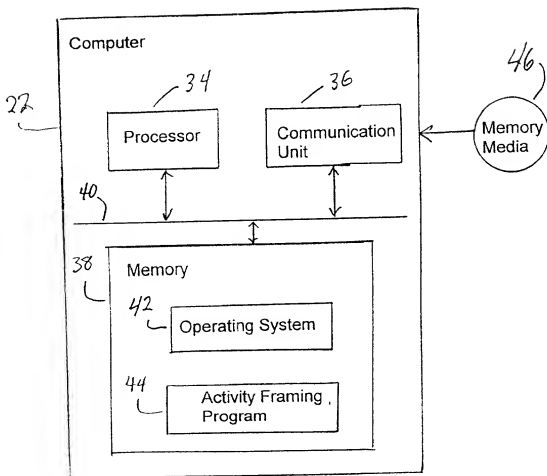 Computer
22
34
Processor
36
Communication
Unit
46
Memory
Media
40
38
Memory
42
Operating System
44
Activity Framing
Program